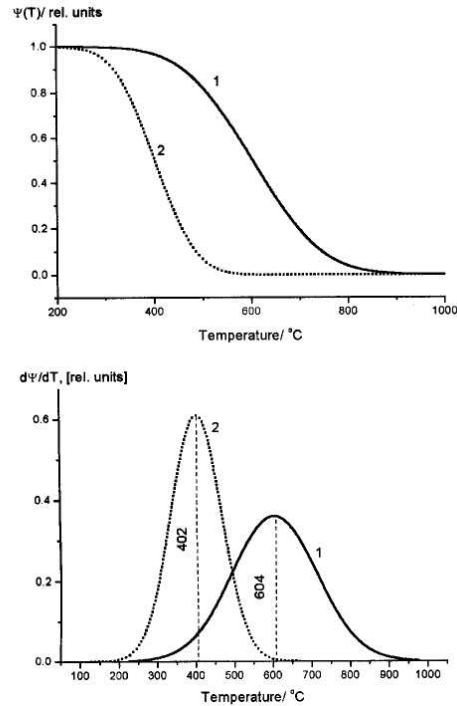 Ψ(T)/ rel. units
1.0
0.8
0.6
0.4
0.2
0.0
1
2
200 400 600 800 1000
Temperature/ °C
dΨ/dT, [rel. units]
0.6
0.4
0.2
0.0
2
1
402
604
100 200 300 400 500 600 700 800 900 1000
Temperature/ °C